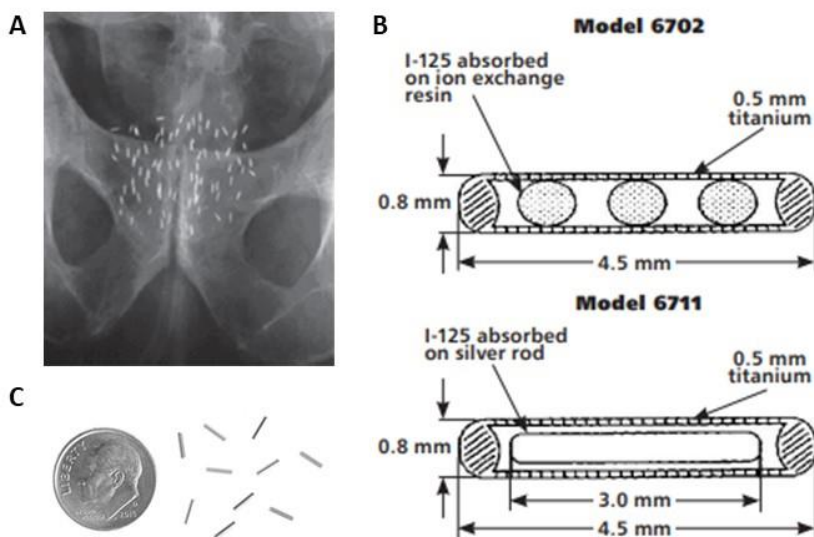 A
B
Model 6702
I-125 absorbed
on ion exchange
resin
0.5 mm
titanium
0.8 mm
4.5 mm
Model 6711
I-125 absorbed
on silver rod
0.5 mm
titanium
0.8 mm
3.0 mm
4.5 mm
C
LIBERTY